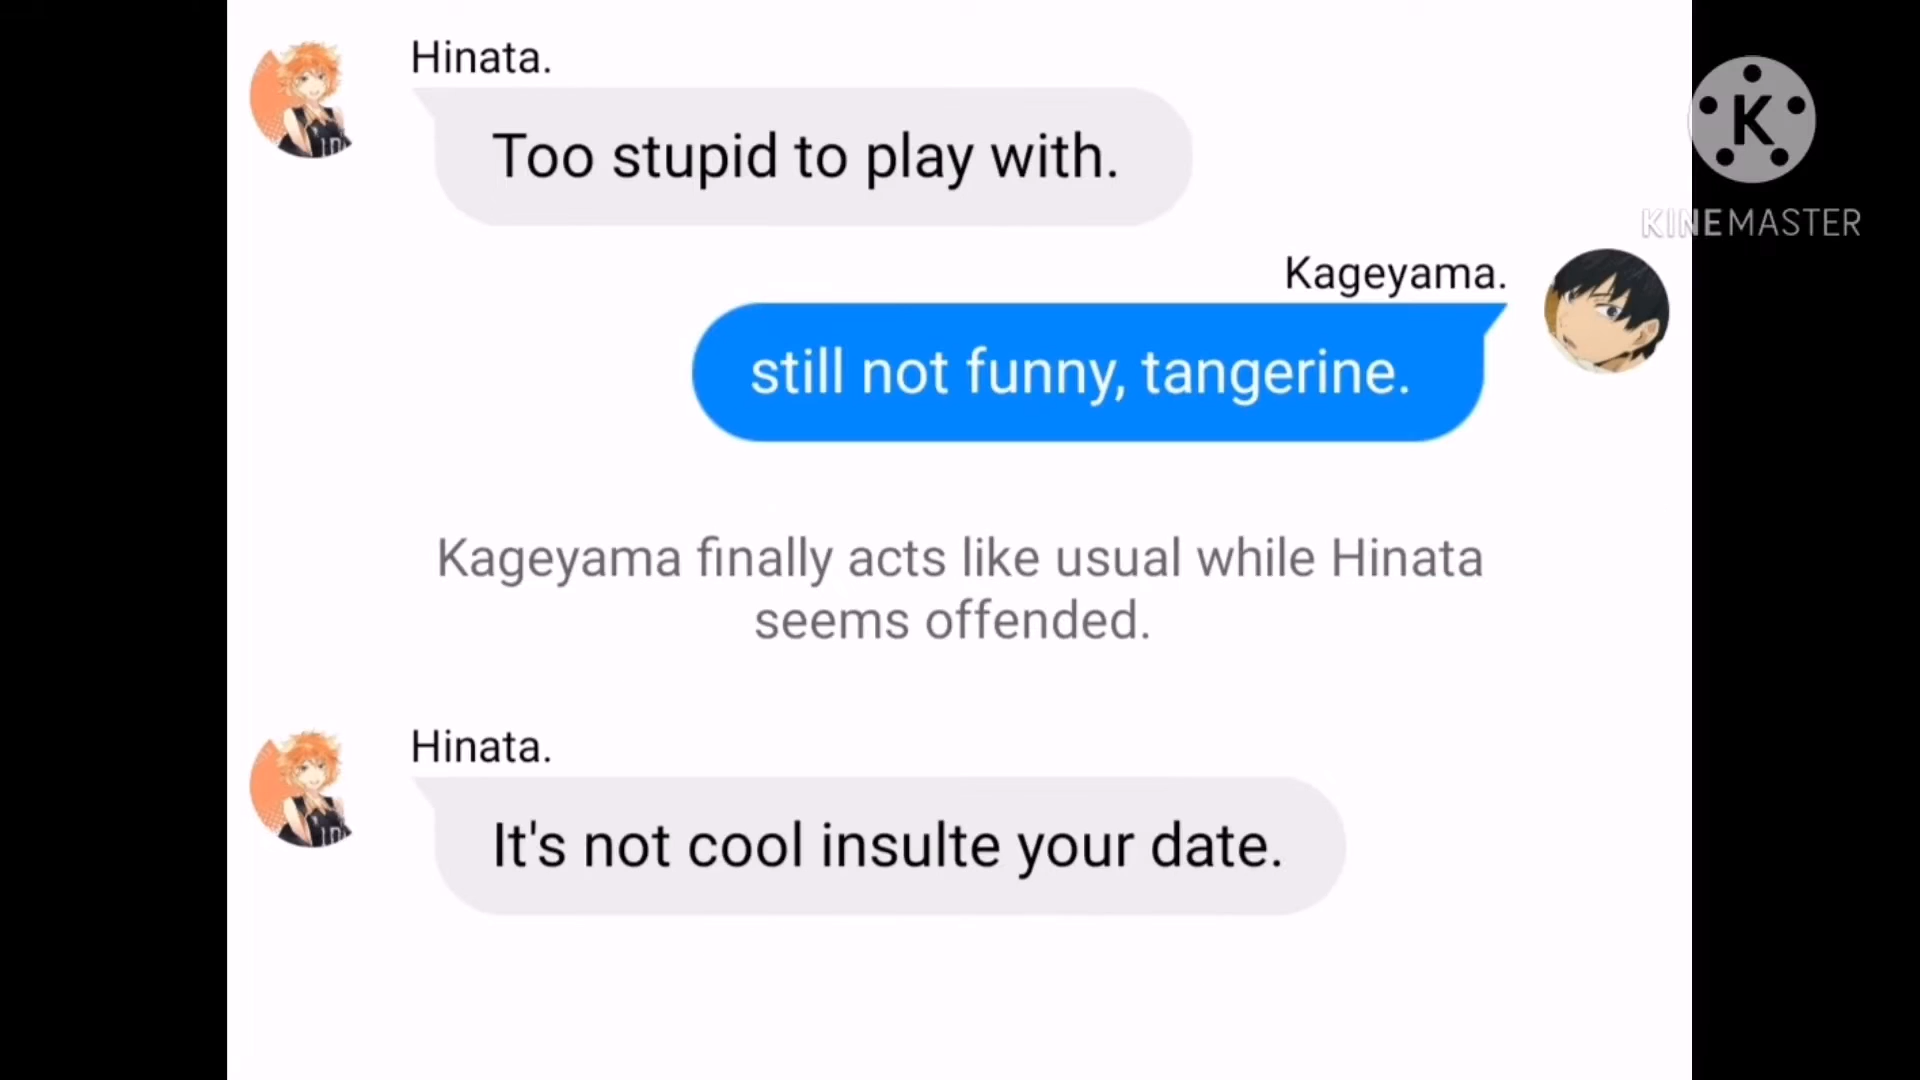 Hinata.
Too stupid to play with.
K
KINEMASTER
Kageyama.
still not funny, tangerine.
Kageyama finally acts like usual while Hinata
seems offended.
Hinata.
It's not cool insulte your date.